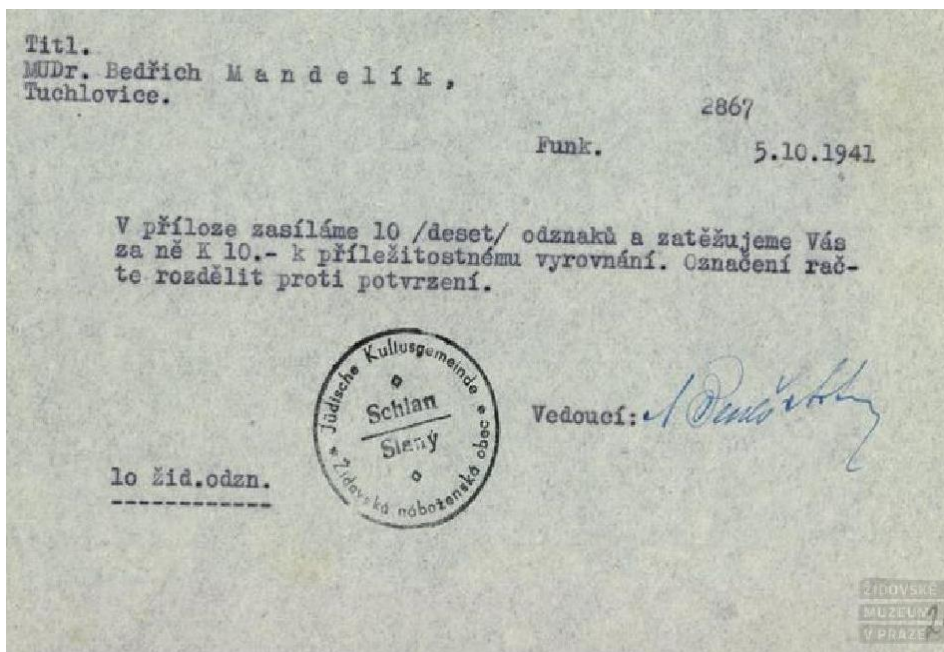 Titl.
MUDr. Bedřich M a n d e l í k ,
Tuchlovice.
2867
Funk. 5.10.1941
V příloze zasíláme 10 /deset/ odznaků a zatěžujeme Vás
za ně K 10.- k příležitostnému vyrovnání. Označení rač-
te rozdělit proti potvrzení.
Jüdische Kultusgemeinde
Schlan
Slaný
Židovská náboženská obec
Vedoucí:
1o žid.odzn.
ŽIDOVSKÉ
MUZEUM
V PRAZE
2